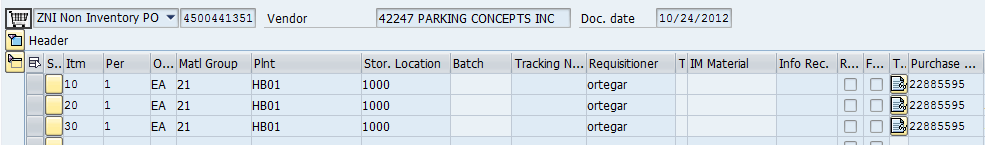 ZNI Non Inventory PO 4500441351 Vendor 42247 PARKING CONCEPTS INC Doc. date 10/24/2012
Header
S... Itm Per O... Matl Group Plnt Stor. Location Batch Tracking N... Requisitioner T IM Material Info Rec. R... F... T... Purchase ...
10 1 EA 21 HB01 1000 ortegar 22885595
20 1 EA 21 HB01 1000 ortegar 22885595
30 1 EA 21 HB01 1000 ortegar 22885595